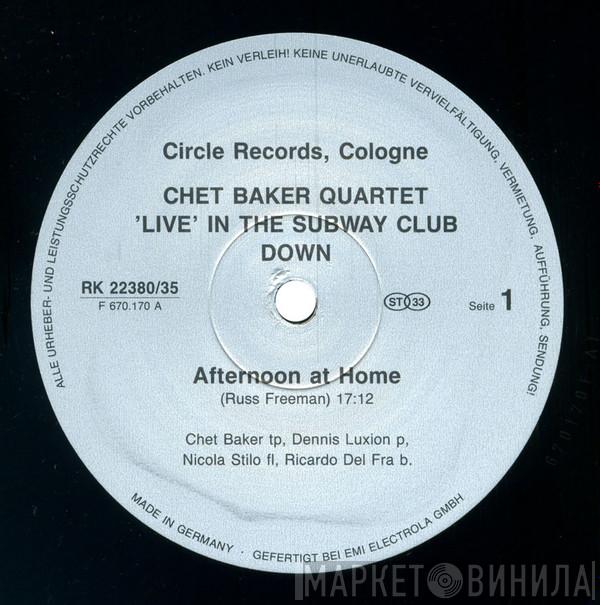 ALLE URHEBER- UND LEISTUNGSSCHUTZRECHTE VORBEHALTEN. KEIN VERLEIH! KEINE UNERLAUBTE VERVIELFÄLTIGUNG, VERMIETUNG, AUFFÜHRUNG, SENDUNG!
Circle Records, Cologne
CHET BAKER QUARTET
'LIVE' IN THE SUBWAY CLUB
DOWN
RK 22380/35
F 670.170 A
ST 33
Seite 1
Afternoon at Home
(Russ Freeman) 17:12
Chet Baker tp, Dennis Luxion p,
Nicola Stilo fl, Ricardo Del Fra b.
MADE IN GERMANY · GEFERTIGT BEI EMI ELECTROLA GMBH
МАРКЕТ ВИНИЛА